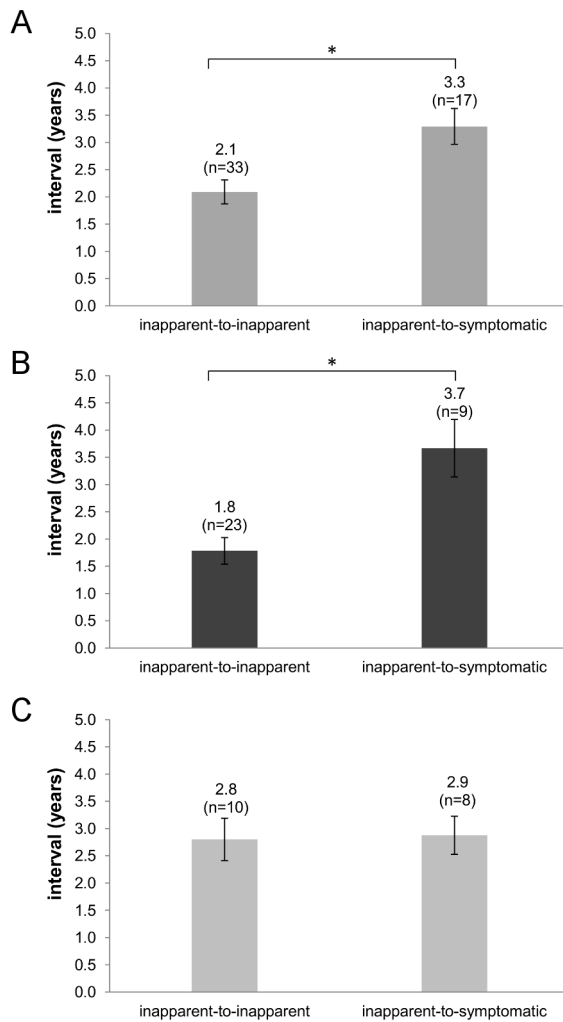 A
interval (years)
5.0
4.5
4.0
3.5
3.0
2.5
2.0
1.5
1.0
0.5
0.0
*
2.1
(n=33)
3.3
(n=17)
inapparent-to-inapparent
inapparent-to-symptomatic
B
interval (years)
5.0
4.5
4.0
3.5
3.0
2.5
2.0
1.5
1.0
0.5
0.0
*
1.8
(n=23)
3.7
(n=9)
inapparent-to-inapparent
inapparent-to-symptomatic
C
interval (years)
5.0
4.5
4.0
3.5
3.0
2.5
2.0
1.5
1.0
0.5
0.0
2.8
(n=10)
2.9
(n=8)
inapparent-to-inapparent
inapparent-to-symptomatic